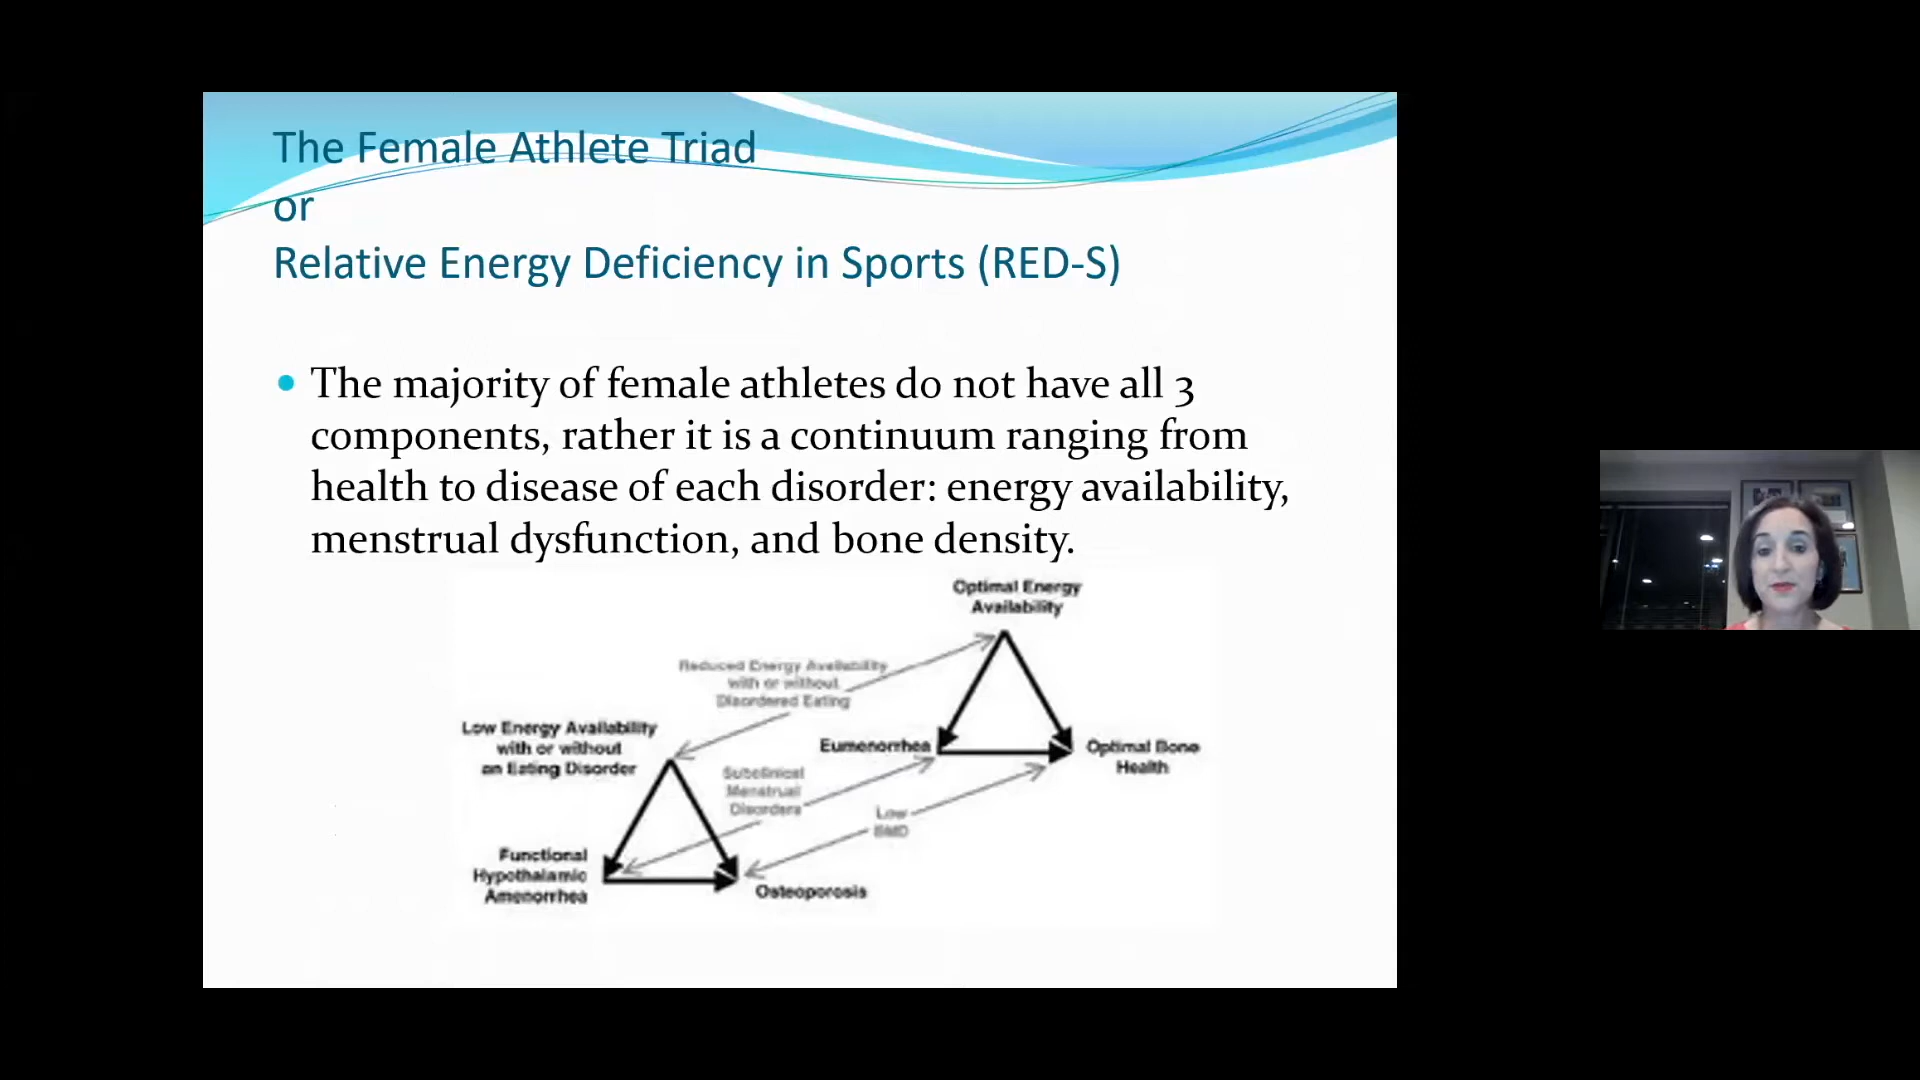 The Female Athlete Triad
or
Relative Energy Deficiency in Sports (RED-S)
• The majority of female athletes do not have all 3
components, rather it is a continuum ranging from
health to disease of each disorder: energy availability,
menstrual dysfunction, and bone density.
Optimal Energy
Availability
Reduced Energy Availability
with or without
Disordered Eating
Low Energy Availability
with or without
an Eating Disorder
Eumenorrhea
Optimal Bone
Health
Subclinical
Menstrual
Disorders
Low
BMD
Functional
Hypothalamic
Amenorrhea
Osteoporosis